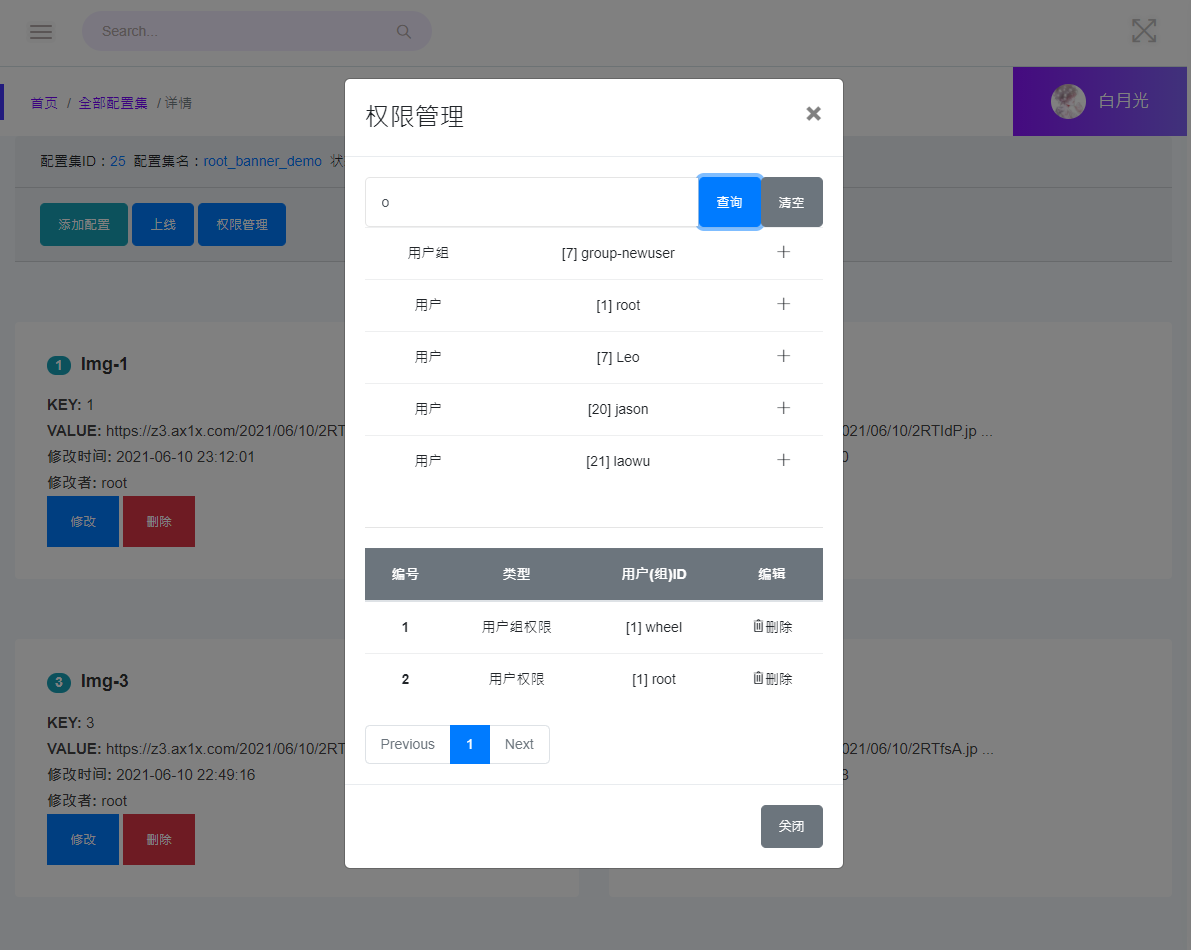 Search...
首页 / 全部配置集 / 详情
白月光
配置集ID : 25 配置集名 : root_banner_demo 状
添加配置 上线 权限管理
权限管理
×
o 查询 清空
用户组 [7] group-newuser +
用户 [1] root +
用户 [7] Leo +
用户 [20] jason +
用户 [21] laowu +
编号 类型 用户(组)ID 编辑
1 用户组权限 [1] wheel 删除
2 用户权限 [1] root 删除
Previous 1 Next
关闭
1 Img-1
KEY: 1
VALUE: https://z3.ax1x.com/2021/06/10/2RT
修改时间: 2021-06-10 23:12:01
修改者: root
修改 删除
021/06/10/2RTIdP.jp ...
0
3 Img-3
KEY: 3
VALUE: https://z3.ax1x.com/2021/06/10/2RT
修改时间: 2021-06-10 22:49:16
修改者: root
修改 删除
021/06/10/2RTfsA.jp ...
8